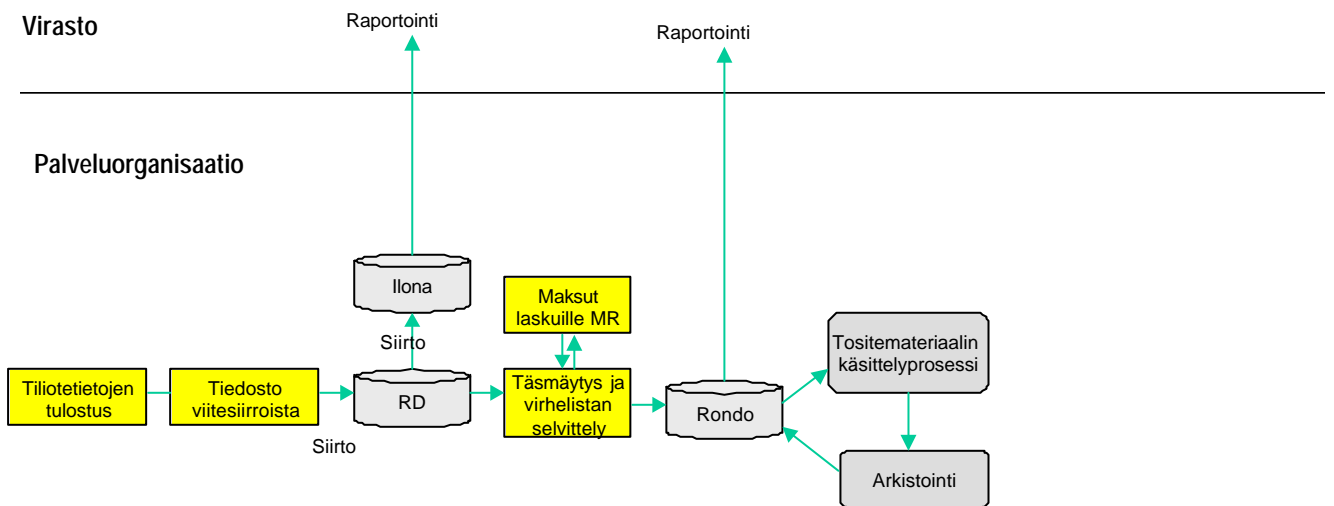 Virasto
Raportointi
Raportointi
Palveluorganisaatio
Ilona
Siirto
Maksut
laskuille MR
Tositemateriaalin
käsittelyprosessi
Tiliotetietojen
tulostus
Tiedosto
viitesiirroista
Siirto
RD
Täsmäytys ja
virhelistan
selvittely
Rondo
Arkistointi